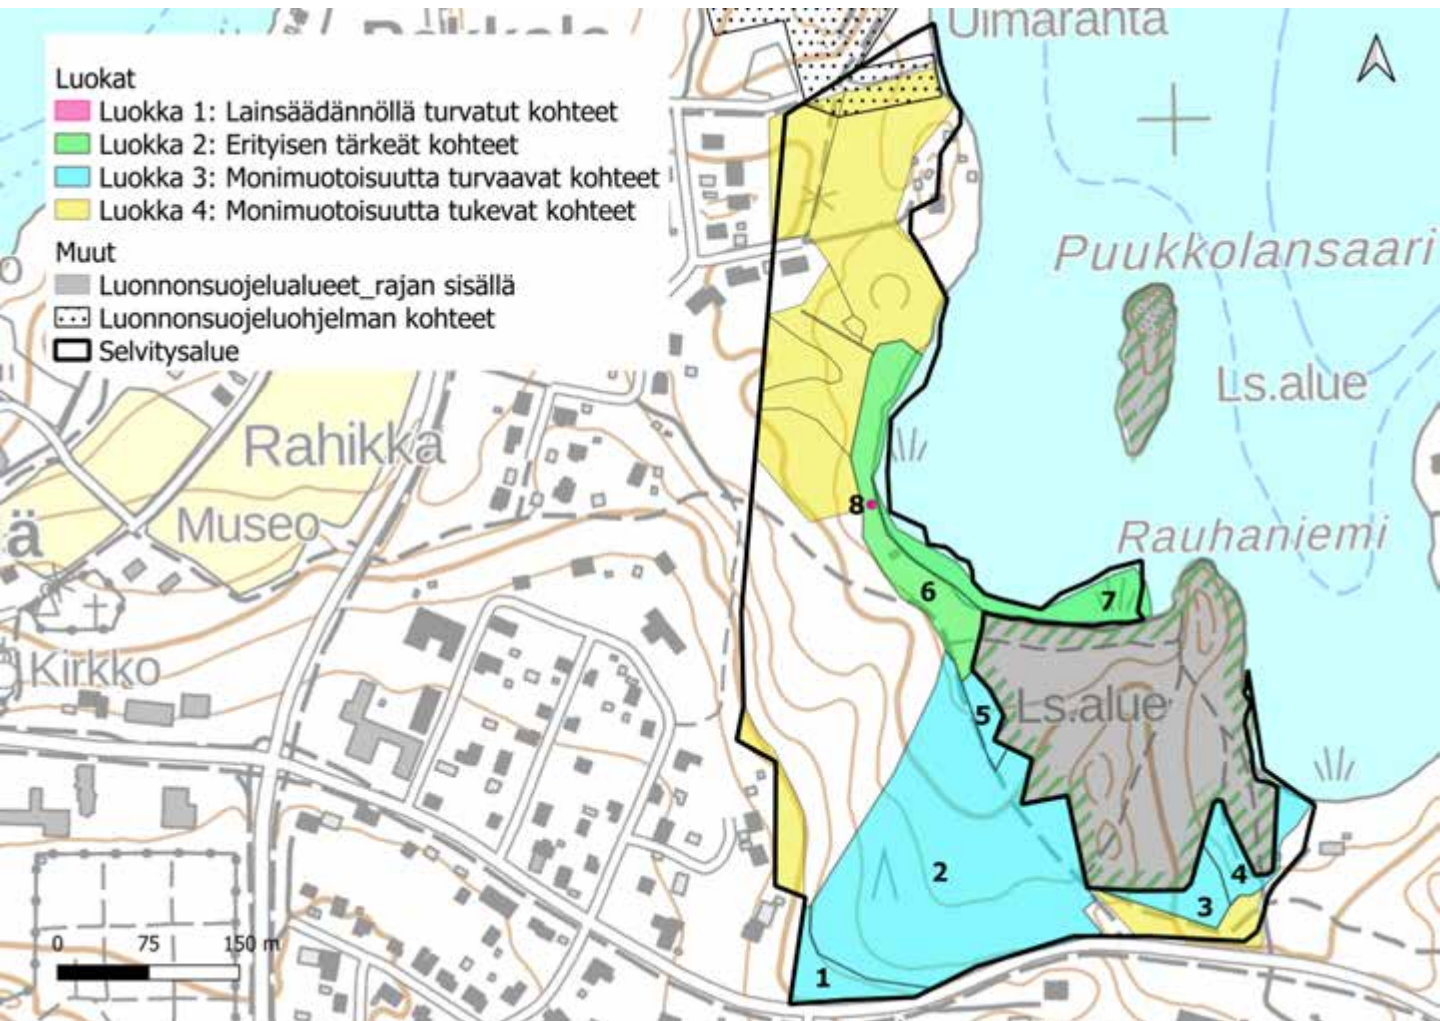 Uimaranta
Luokat
Luokka 1: Lainsäädännöllä turvatut kohteet
Luokka 2: Erityisen tärkeät kohteet
Luokka 3: Monimuotoisuutta turvaavat kohteet
Luokka 4: Monimuotoisuutta tukevat kohteet
Muut
Luonnonsuojelualueet_rajan sisällä
Luonnonsuojeluohjelman kohteet
Selvitysalue
Puukkolansaari
Ls.alue
Rahikka
Museo
ä
8
Rauhaniemi
6
7
Kirkko
5
Ls.alue
2
4
3
0 75 150 m
1